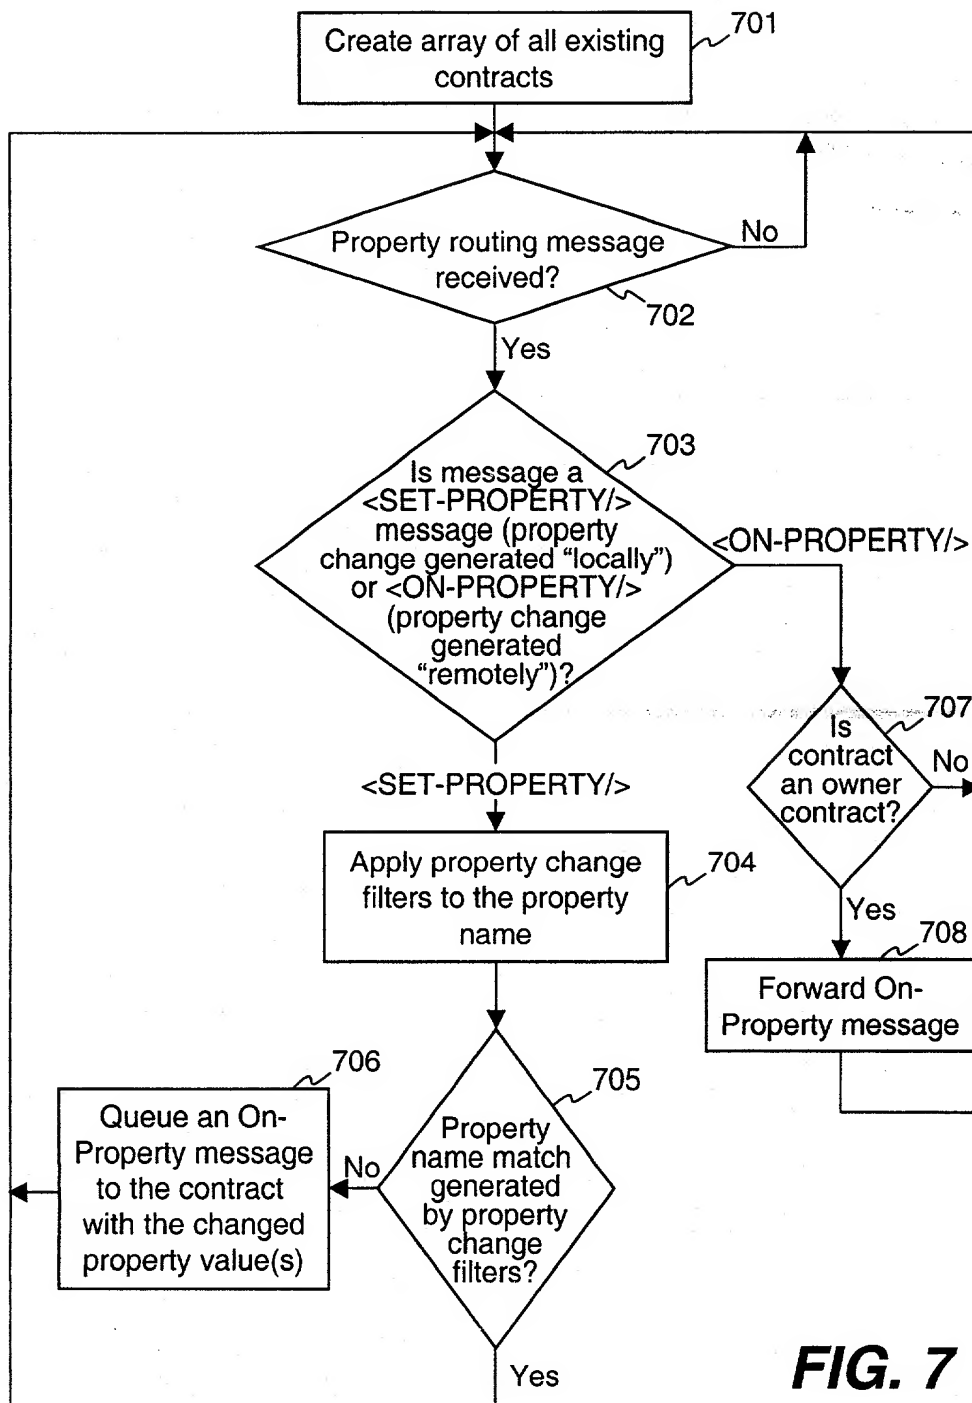 Create array of all existing
contracts
701
Property routing message
received?
No
702
Yes
703
Is message a
<SET-PROPERTY/>
message (property
change generated “locally”)
or <ON-PROPERTY/>
(property change
generated
“remotely”)?
<ON-PROPERTY/>
<SET-PROPERTY/>
707
Is
contract
an owner
contract?
No
Yes
Apply property change
filters to the property
name
704
708
Forward On-
Property message
705
Property
name match
generated
by property
change
filters?
No
706
Queue an On-
Property message
to the contract
with the changed
property value(s)
Yes
FIG. 7